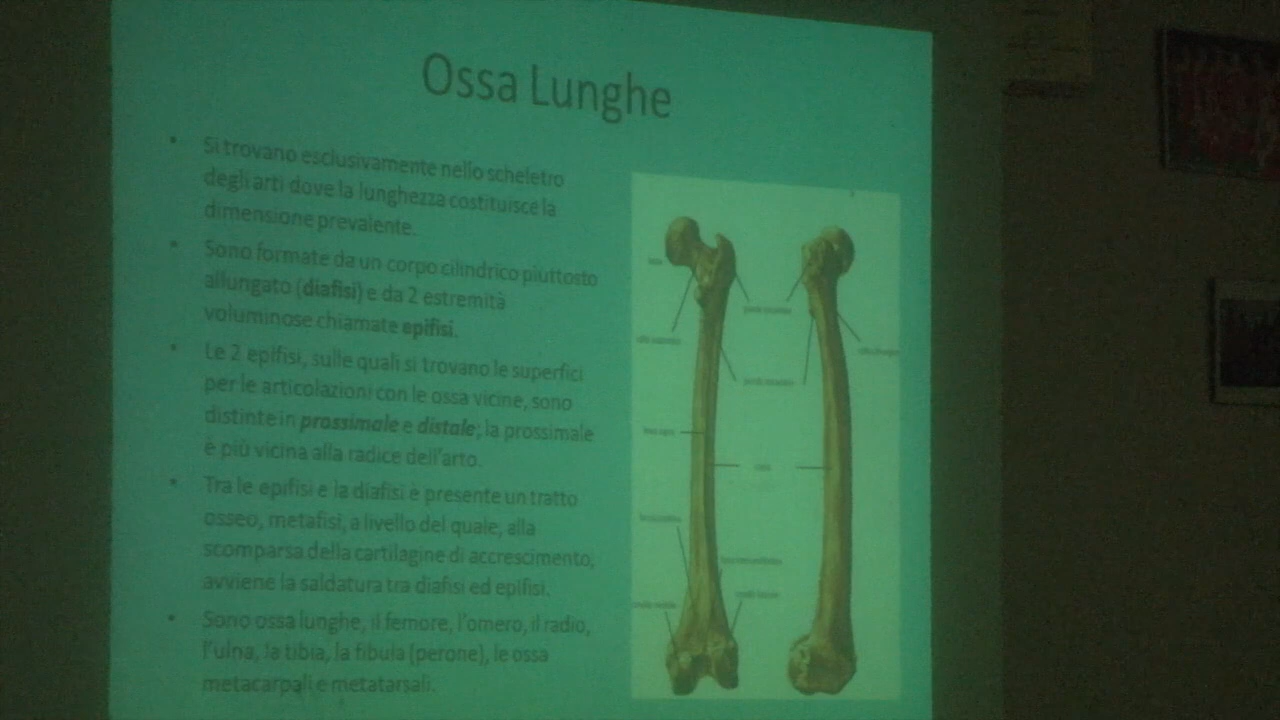 Ossa Lunghe
• Si trovano esclusivamente nello scheletro
degli arti dove la lunghezza costituisce la
dimensione prevalente.
• Sono formate da un corpo cilindrico piuttosto
allungato (diafisi) e da 2 estremità
voluminose chiamate epifisi.
• Le 2 epifisi, sulle quali si trovano le superfici
per le articolazioni con le ossa vicine, sono
distinte in prossimale e distale; la prossimale
è più vicina alla radice dell'arto.
• Tra le epifisi e la diafisi è presente un tratto
osseo, metafisi, a livello del quale, alla
scomparsa della cartilagine di accrescimento,
avviene la saldatura tra diafisi ed epifisi.
• Sono ossa lunghe, il femore, l'omero, il radio,
l'ulna, la tibia, la fibula (perone), le ossa
metacarpali e metatarsali.